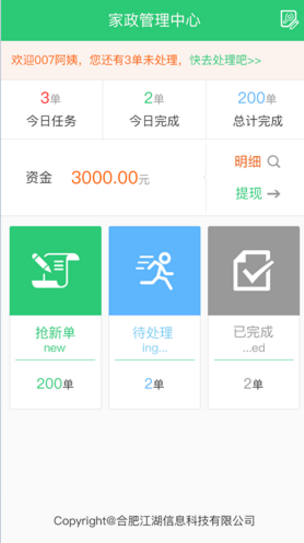 家政管理中心
欢迎007阿姨，您还有3单未处理，快去处理吧>>
3单 2单 200单
今日任务 今日完成 总计完成
资金 3000.00元 明细
提现
抢新单 待处理 已完成
new ing... ...ed
200单 2单 2单
Copyright@合肥江湖信息科技有限公司